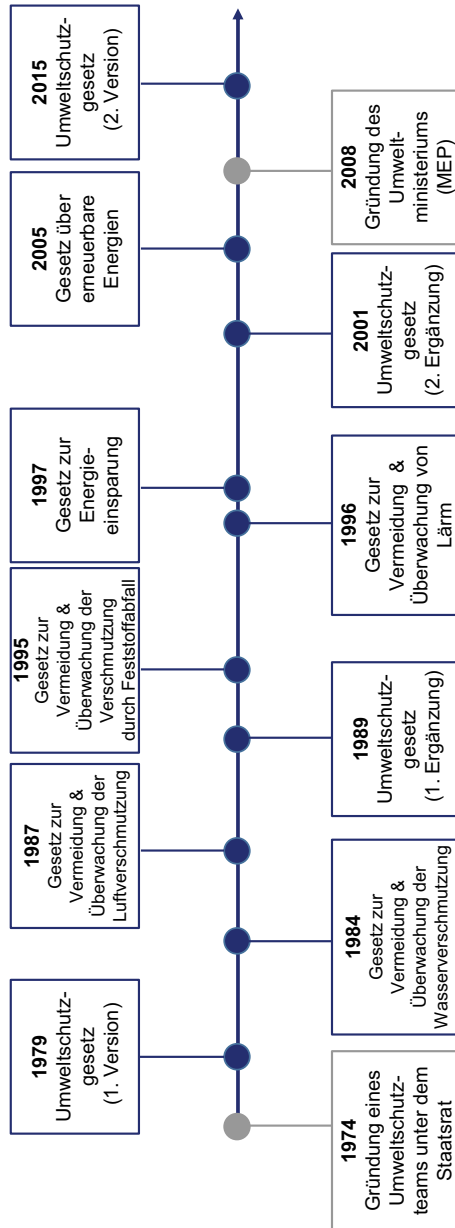 1974
Gründung eines
Umweltschutz-
teams unter dem
Staatsrat
1979
Umweltschutz-
gesetz
(1. Version)
1984
Gesetz zur
Vermeidung &
Überwachung der
Wasserverschmutzung
1987
Gesetz zur
Vermeidung &
Überwachung der
Luftverschmutzung
1989
Umweltschutz-
gesetz
(1. Ergänzung)
1995
Gesetz zur
Vermeidung &
Überwachung der
Verschmutzung
durch Feststoffabfall
1996
Gesetz zur
Vermeidung &
Überwachung von
Lärm
1997
Gesetz zur
Energie-
einsparung
2001
Umweltschutz-
gesetz
(2. Ergänzung)
2005
Gesetz über
erneuerbare
Energien
2008
Gründung des
Umwelt-
ministeriums
(MEP)
2015
Umweltschutz-
gesetz
(2. Version)